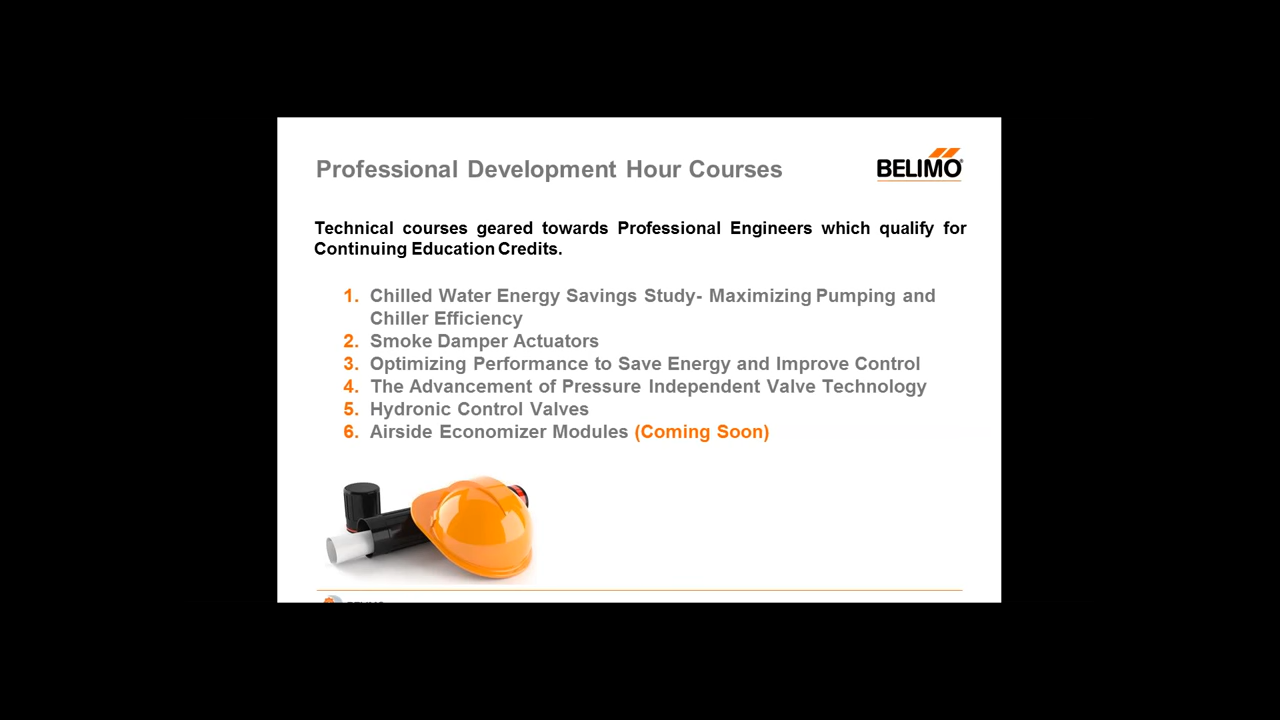 Professional Development Hour Courses
BELIMO
Technical courses geared towards Professional Engineers which qualify for
Continuing Education Credits.
1. Chilled Water Energy Savings Study- Maximizing Pumping and
Chiller Efficiency
2. Smoke Damper Actuators
3. Optimizing Performance to Save Energy and Improve Control
4. The Advancement of Pressure Independent Valve Technology
5. Hydronic Control Valves
6. Airside Economizer Modules (Coming Soon)